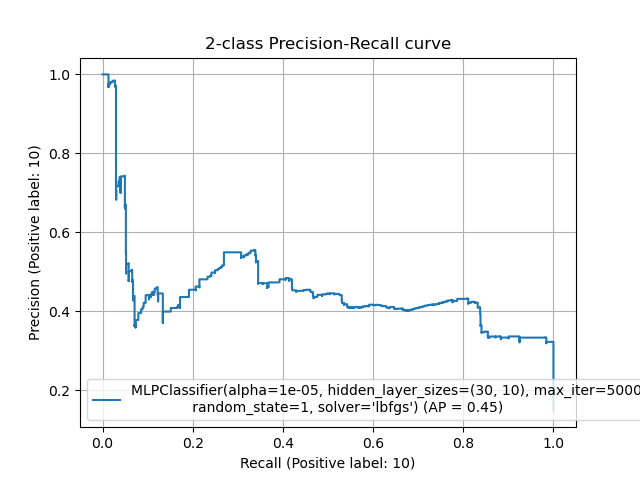 2-class Precision-Recall curve
Precision (Positive label: 10)
1.0
0.8
0.6
0.4
0.2
MLPClassifier(alpha=1e-05, hidden_layer_sizes=(30, 10), max_iter=5000
random_state=1, solver='lbfgs') (AP = 0.45)
0.0 0.2 0.4 0.6 0.8 1.0
Recall (Positive label: 10)